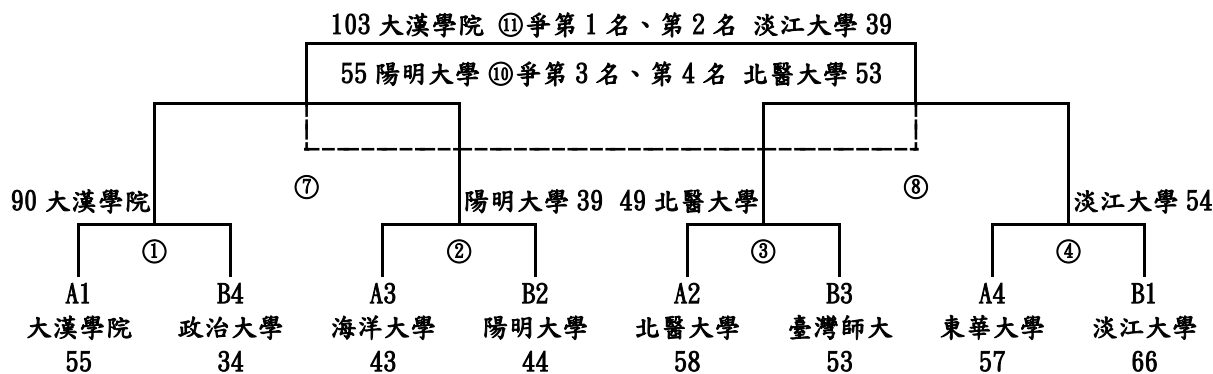 103 大漢學院 ⑪爭第 1 名、第 2 名 淡江大學 39
55 陽明大學 ⑩爭第 3 名、第 4 名 北醫大學 53
⑦ ⑧
90 大漢學院 陽明大學 39 49 北醫大學 淡江大學 54
① ② ③ ④
A1 B4 A3 B2 A2 B3 A4 B1
大漢學院 政治大學 海洋大學 陽明大學 北醫大學 臺灣師大 東華大學 淡江大學
55 34 43 44 58 53 57 66